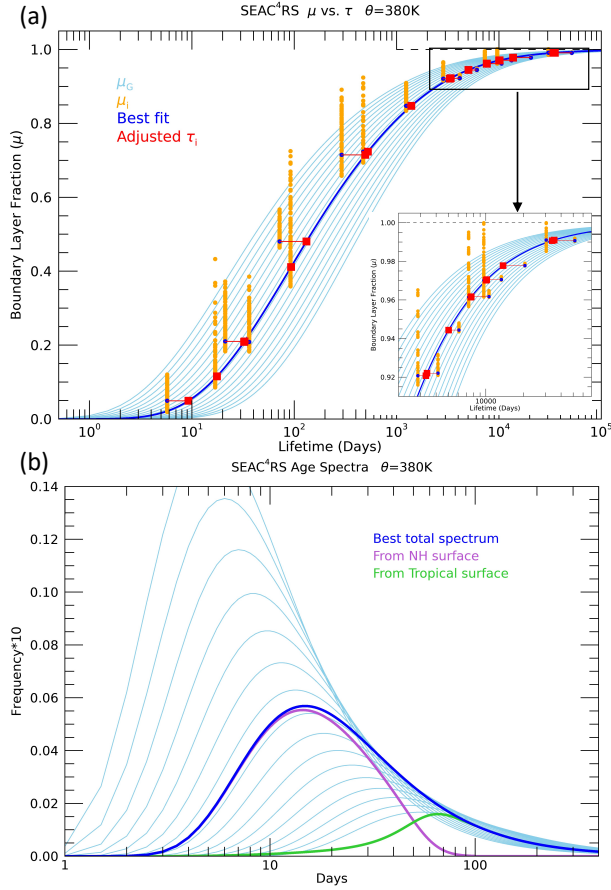 (a)
SEAC⁴RS μ vs. τ θ=380K
μG
μi
Best fit
Adjusted τi
Boundary Layer Fraction (μ)
1.0
0.8
0.6
0.4
0.2
0.0
10⁰ 10¹ 10² 10³ 10⁴ 10⁵
Lifetime (Days)
Boundary Layer Fraction (μ)
1.00
0.98
0.96
0.94
0.92
10000
Lifetime (Days)
(b)
SEAC⁴RS Age Spectra θ=380K
Best total spectrum
From NH surface
From Tropical surface
Frequency*10
0.14
0.12
0.10
0.08
0.06
0.04
0.02
0.00
1 10 100
Days